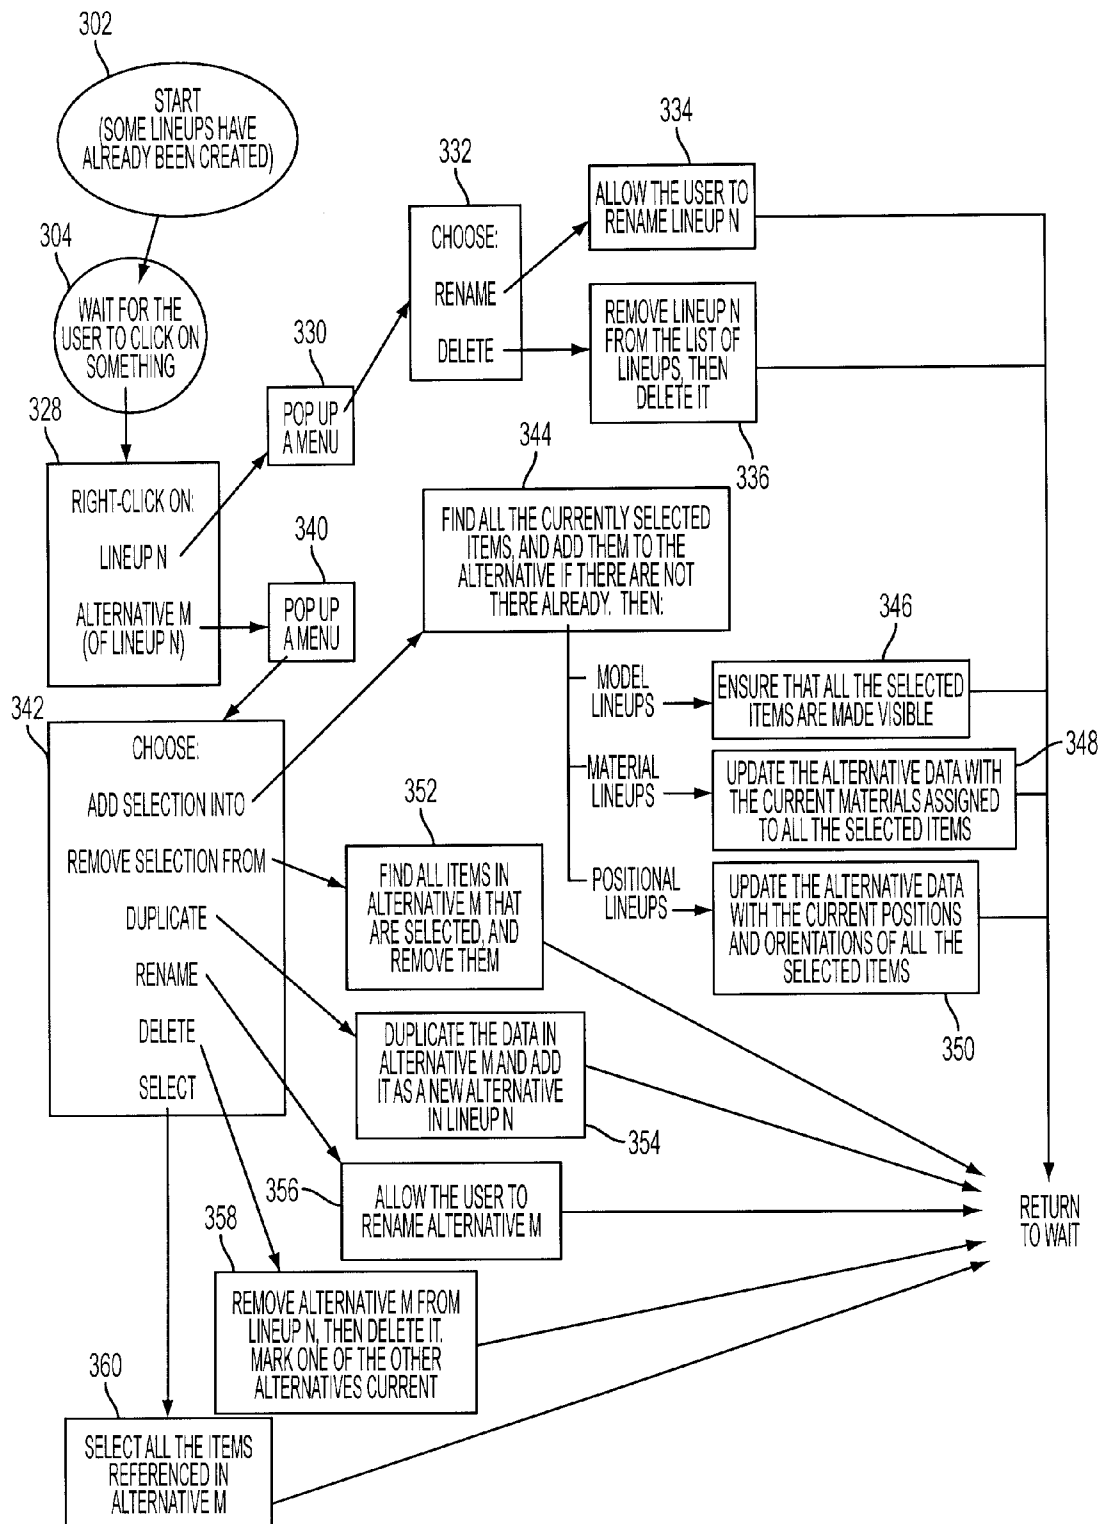 302
START
(SOME LINEUPS HAVE
ALREADY BEEN CREATED)
304
WAIT FOR THE
USER TO CLICK ON
SOMETHING
328
RIGHT-CLICK ON:
LINEUP N
ALTERNATIVE M
(OF LINEUP N)
330
POP UP
A MENU
332
CHOOSE:
RENAME
DELETE
334
ALLOW THE USER TO
RENAME LINEUP N
REMOVE LINEUP N
FROM THE LIST OF
LINEUPS, THEN
DELETE IT
336
340
POP UP
A MENU
342
CHOOSE:
ADD SELECTION INTO
REMOVE SELECTION FROM
DUPLICATE
RENAME
DELETE
SELECT
344
FIND ALL THE CURRENTLY SELECTED
ITEMS, AND ADD THEM TO THE
ALTERNATIVE IF THERE ARE NOT
THERE ALREADY. THEN:
MODEL
LINEUPS
346
ENSURE THAT ALL THE SELECTED
ITEMS ARE MADE VISIBLE
MATERIAL
LINEUPS
348
UPDATE THE ALTERNATIVE DATA WITH
THE CURRENT MATERIALS ASSIGNED
TO ALL THE SELECTED ITEMS
POSITIONAL
LINEUPS
UPDATE THE ALTERNATIVE DATA
WITH THE CURRENT POSITIONS
AND ORIENTATIONS OF ALL THE
SELECTED ITEMS
350
352
FIND ALL ITEMS IN
ALTERNATIVE M THAT
ARE SELECTED, AND
REMOVE THEM
DUPLICATE THE DATA IN
ALTERNATIVE M AND ADD
IT AS A NEW ALTERNATIVE
IN LINEUP N
354
356
ALLOW THE USER TO
RENAME ALTERNATIVE M
358
REMOVE ALTERNATIVE M FROM
LINEUP N, THEN DELETE IT.
MARK ONE OF THE OTHER
ALTERNATIVES CURRENT
360
SELECT ALL THE ITEMS
REFERENCED IN
ALTERNATIVE M
RETURN
TO WAIT